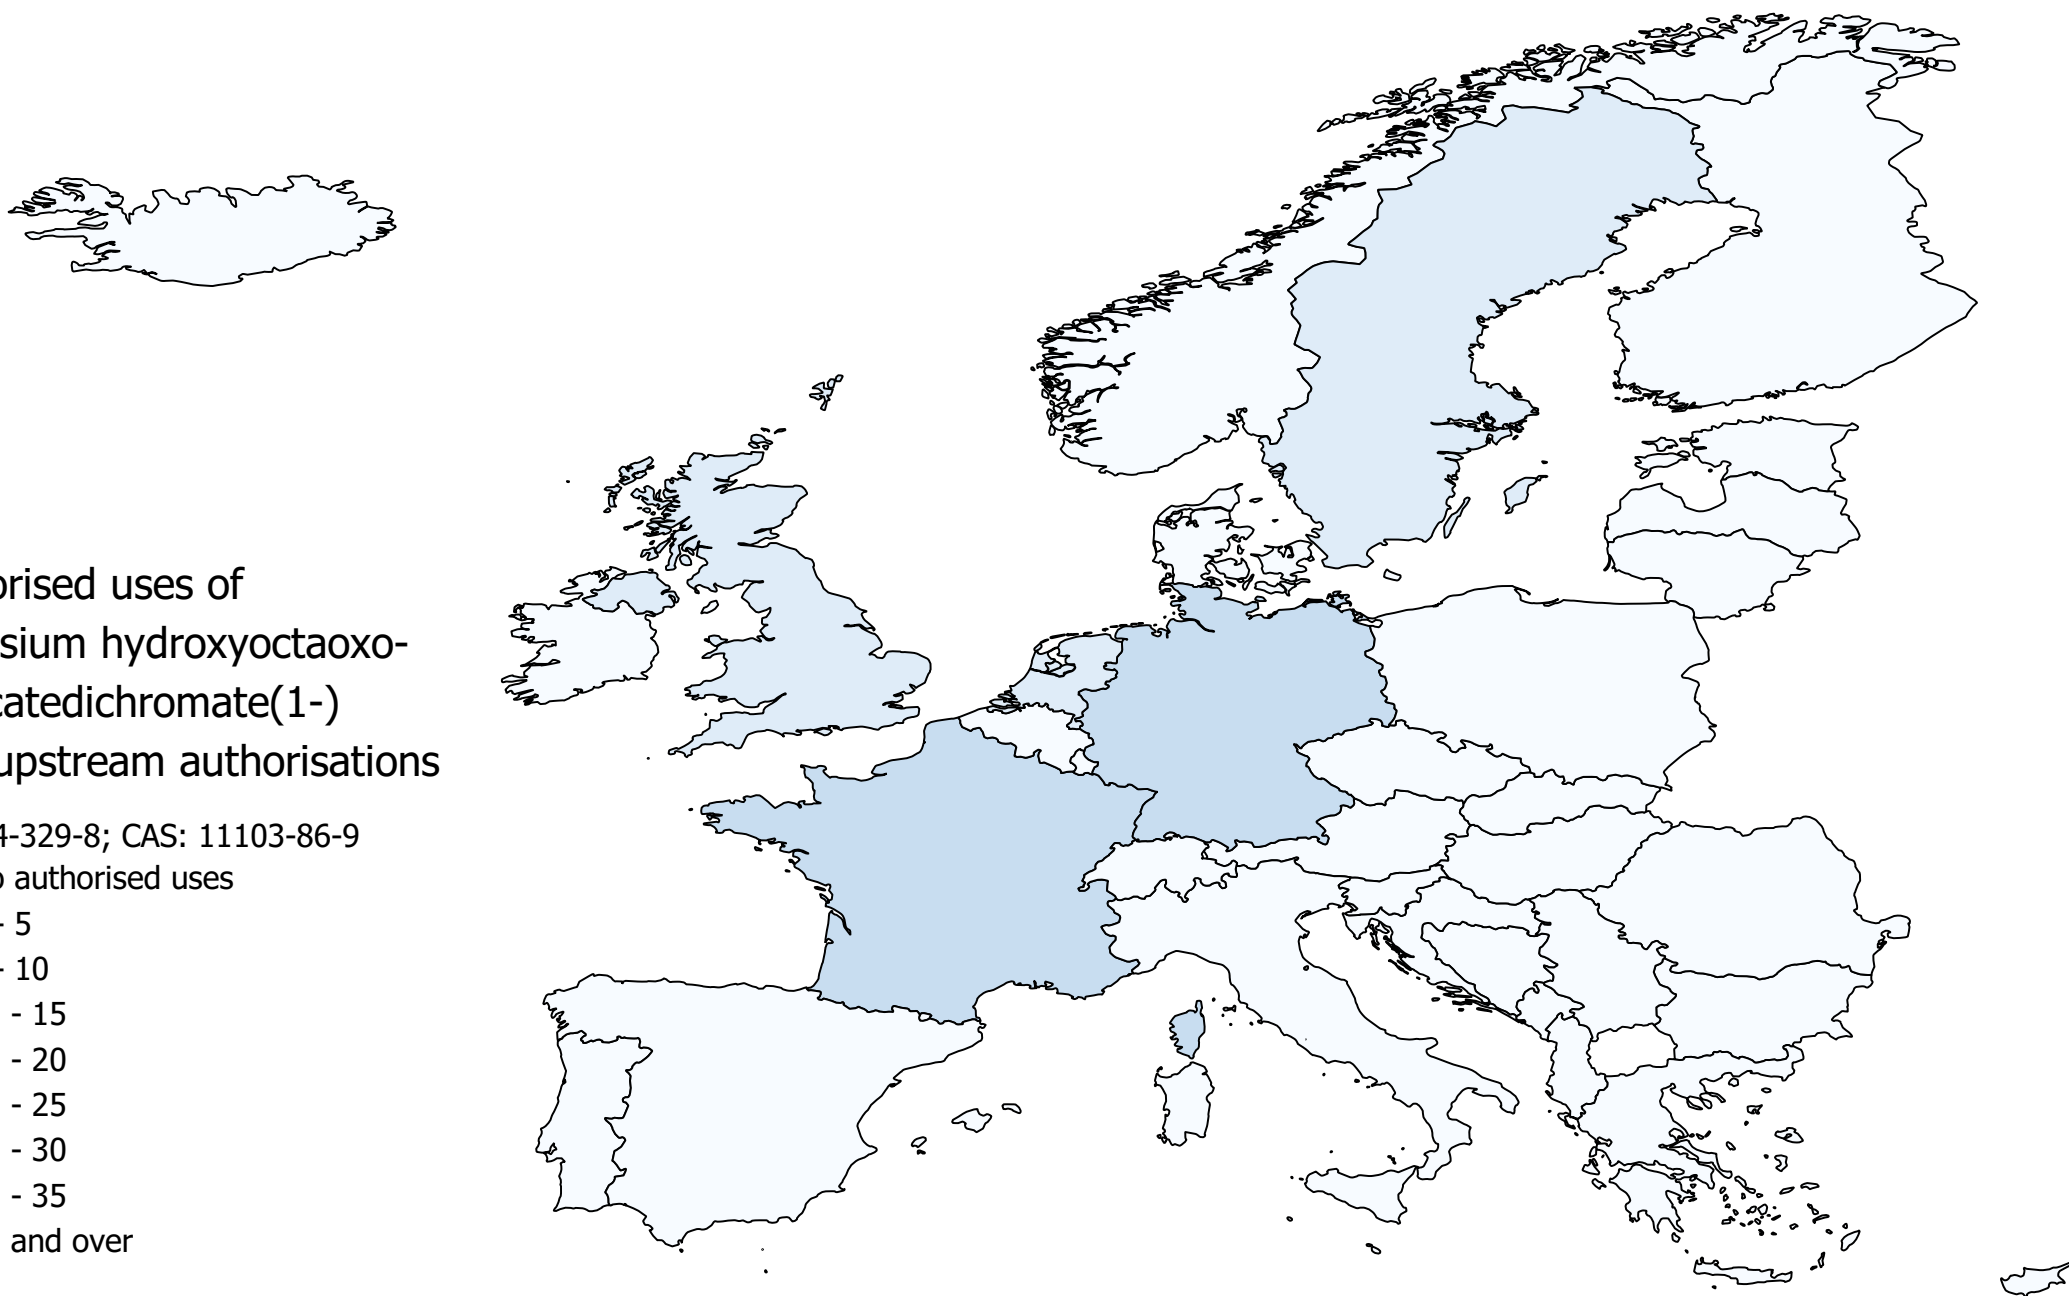 orised uses of
sium hydroxyoctaoxo-
catedichromate(1-)
upstream authorisations
4-329-8; CAS: 11103-86-9
o authorised uses
- 5
- 10
- 15
- 20
- 25
- 30
- 35
and over